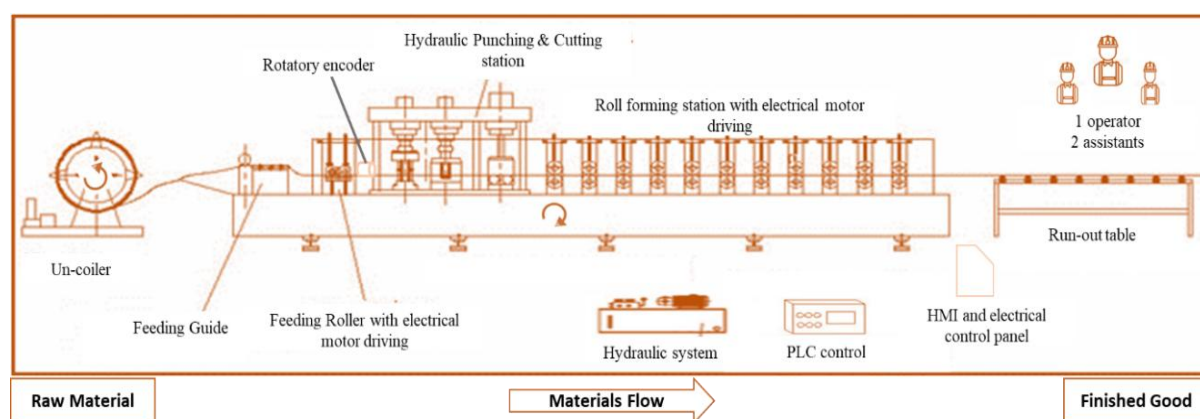 Hydraulic Punching & Cutting
station
Rotatory encoder
Roll forming station with electrical motor
driving
1 operator
2 assistants
Un-coiler
Feeding Guide
Feeding Roller with electrical
motor driving
Hydraulic system
PLC control
HMI and electrical
control panel
Run-out table
Raw Material
Materials Flow
Finished Good